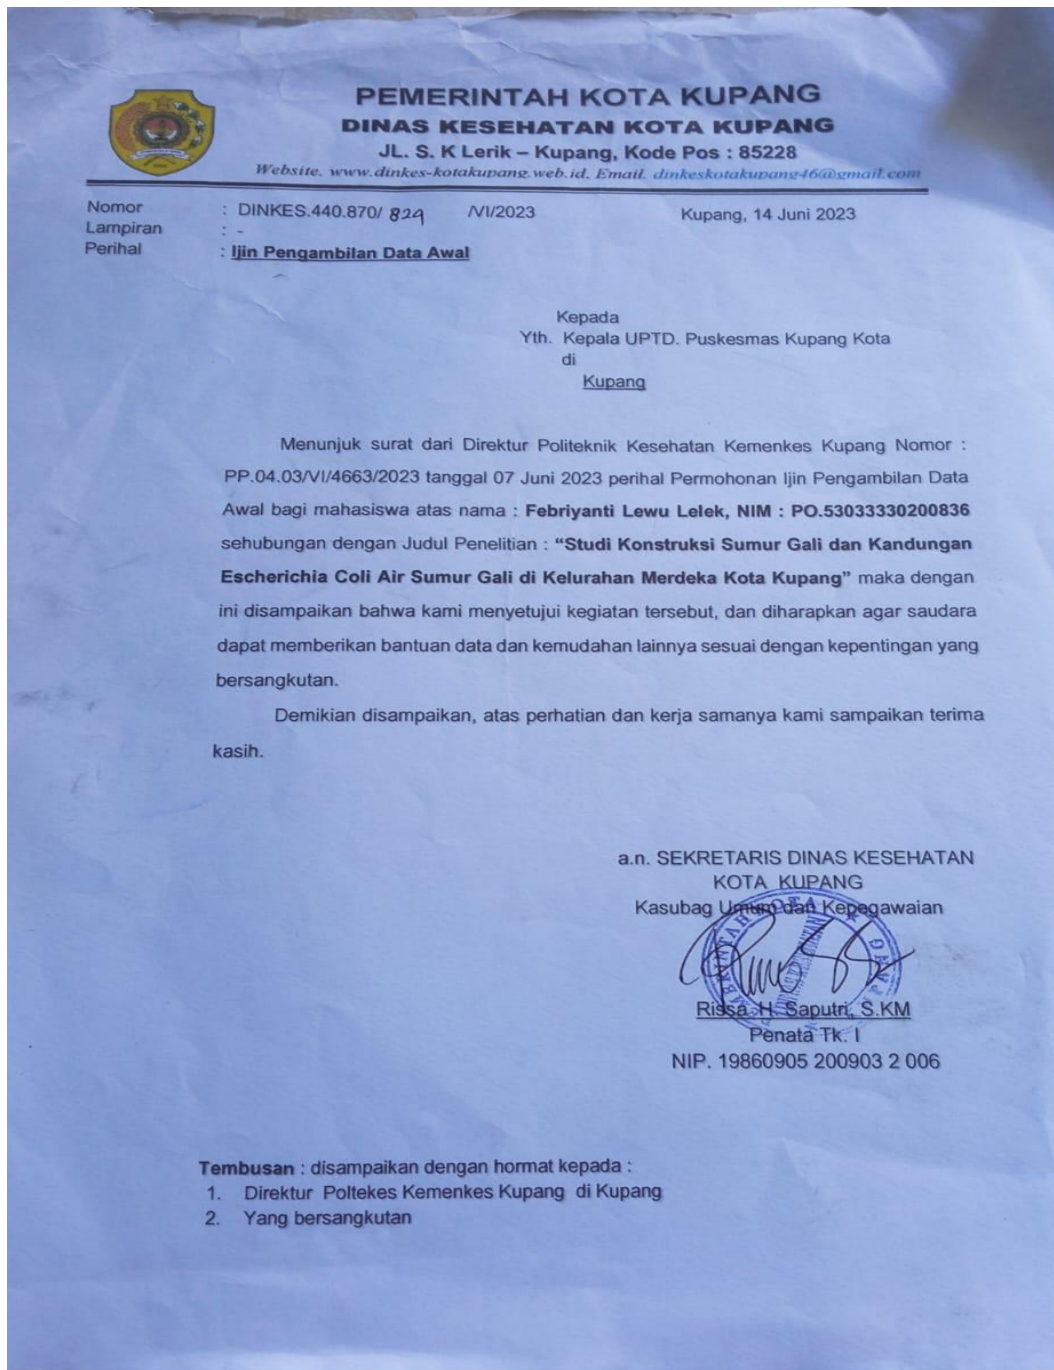 PEMERINTAH KOTA KUPANG
DINAS KESEHATAN KOTA KUPANG
JL. S. K Lerik – Kupang, Kode Pos : 85228
Website. www.dinkes-kotakupang.web.id, Email. dinkeskotakupang46@gmail.com
Nomor : DINKES.440.870/ 829 /VI/2023 Kupang, 14 Juni 2023
Lampiran : -
Perihal : Ijin Pengambilan Data Awal
Kepada
Yth. Kepala UPTD. Puskesmas Kupang Kota
di
Kupang
Menunjuk surat dari Direktur Politeknik Kesehatan Kemenkes Kupang Nomor :
PP.04.03/VI/4663/2023 tanggal 07 Juni 2023 perihal Permohonan Ijin Pengambilan Data
Awal bagi mahasiswa atas nama : Febriyanti Lewu Lelek, NIM : PO.53033330200836
sehubungan dengan Judul Penelitian : “Studi Konstruksi Sumur Gali dan Kandungan
Escherichia Coli Air Sumur Gali di Kelurahan Merdeka Kota Kupang” maka dengan
ini disampaikan bahwa kami menyetujui kegiatan tersebut, dan diharapkan agar saudara
dapat memberikan bantuan data dan kemudahan lainnya sesuai dengan kepentingan yang
bersangkutan.
Demikian disampaikan, atas perhatian dan kerja samanya kami sampaikan terima
kasih.
a.n. SEKRETARIS DINAS KESEHATAN
KOTA KUPANG
Kasubag Umum dan Kepegawaian
Rissa H. Saputri, S.KM
Penata Tk. I
NIP. 19860905 200903 2 006
Tembusan : disampaikan dengan hormat kepada :
1. Direktur Poltekes Kemenkes Kupang di Kupang
2. Yang bersangkutan